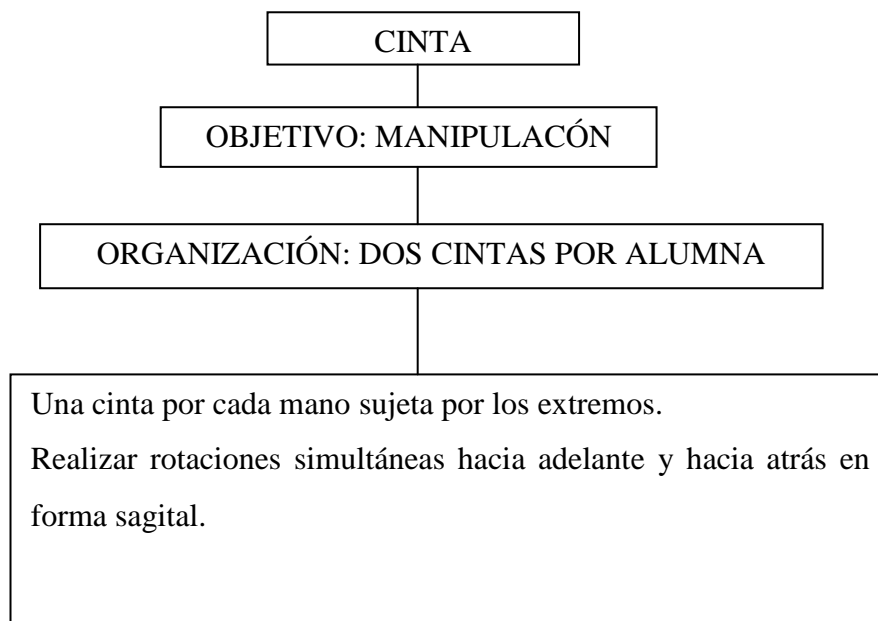 CINTA
OBJETIVO: MANIPULACÓN
ORGANIZACIÓN: DOS CINTAS POR ALUMNA
Una cinta por cada mano sujeta por los extremos.
Realizar rotaciones simultáneas hacia adelante y hacia atrás en
forma sagital.